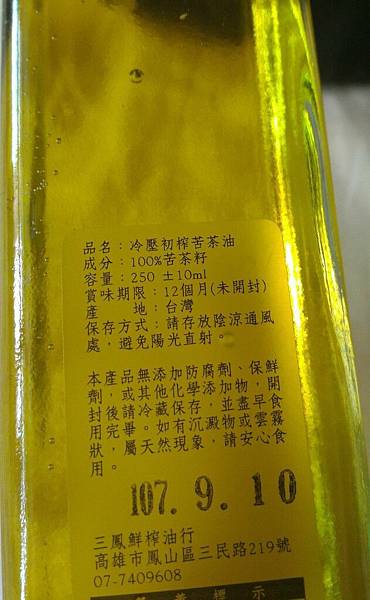 品名：冷壓初榨苦茶油
成分：100%苦茶籽
容量：250 ±10ml
賞味期限：12個月(未開封)
產　　地：台灣
保存方式：請存放陰涼通風
處，避免陽光直射。
本產品無添加防腐劑、保鮮
劑，或其他化學添加物，開
封後請冷藏保存，並盡早食
用完畢。如有沉澱物或雲霧
狀，屬天然現象，請安心食
用。
107. 9. 10
三鳳鮮榨油行
高雄市鳳山區三民路219號
07-7409608
營養標示